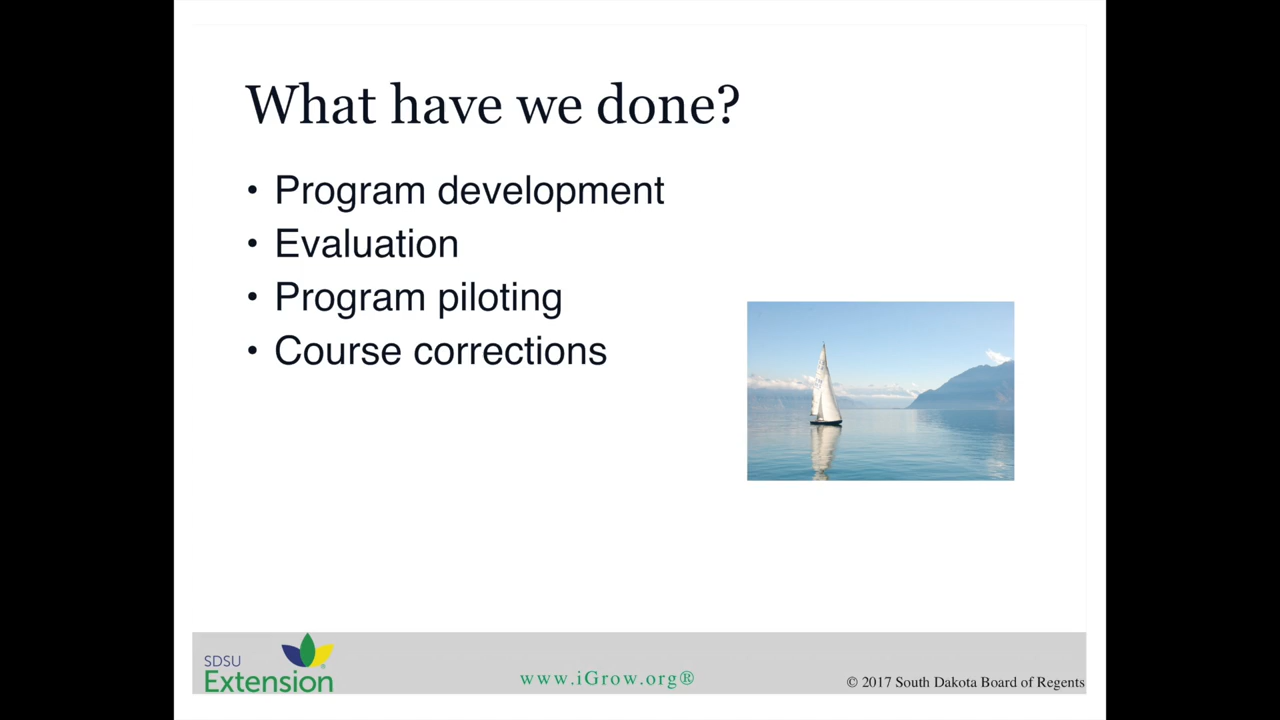 What have we done?
• Program development
• Evaluation
• Program piloting
• Course corrections
SDSU
Extension
www.iGrow.org®
© 2017 South Dakota Board of Regents